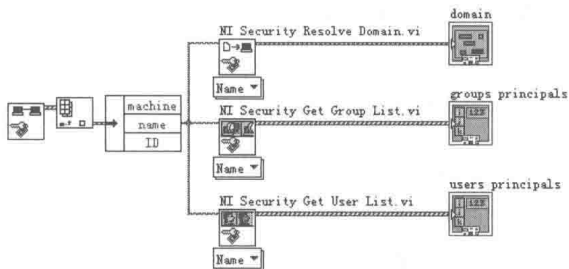 domain
NI Security Resolve Domain.vi
Name
machine
name
ID
groups principals
NI Security Get Group List.vi
Name
users principals
NI Security Get User List.vi
Name